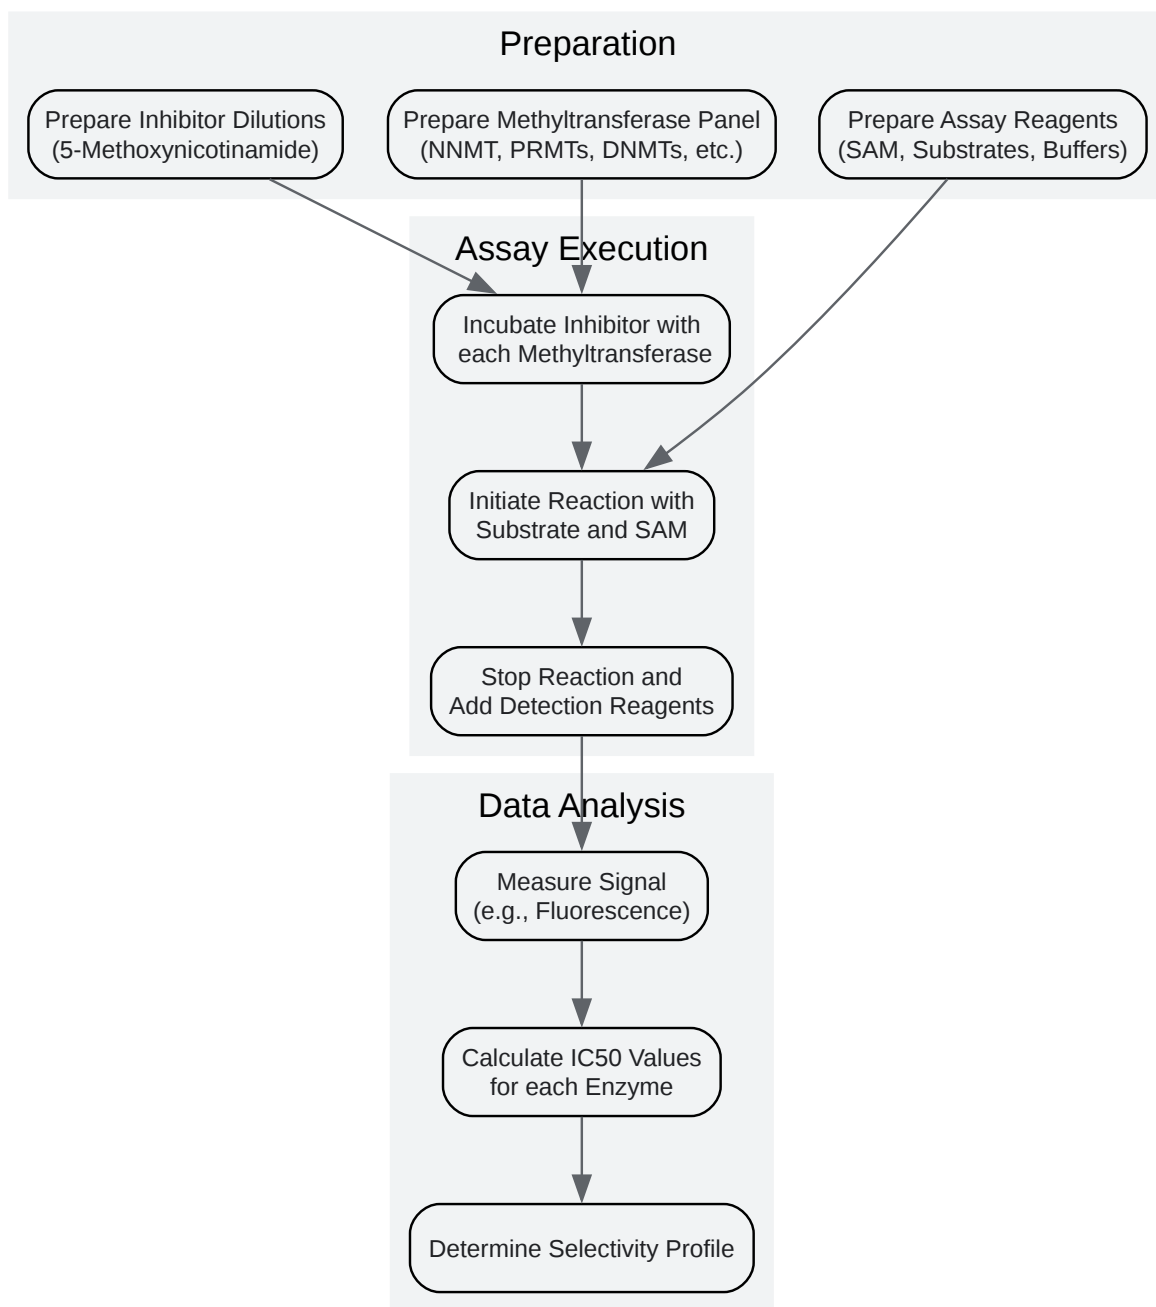 Preparation
Prepare Inhibitor Dilutions
(5-Methoxynicotinamide)
Prepare Methyltransferase Panel
(NNMT, PRMTs, DNMTs, etc.)
Prepare Assay Reagents
(SAM, Substrates, Buffers)
Assay Execution
Incubate Inhibitor with
each Methyltransferase
Initiate Reaction with
Substrate and SAM
Stop Reaction and
Add Detection Reagents
Data Analysis
Measure Signal
(e.g., Fluorescence)
Calculate IC50 Values
for each Enzyme
Determine Selectivity Profile